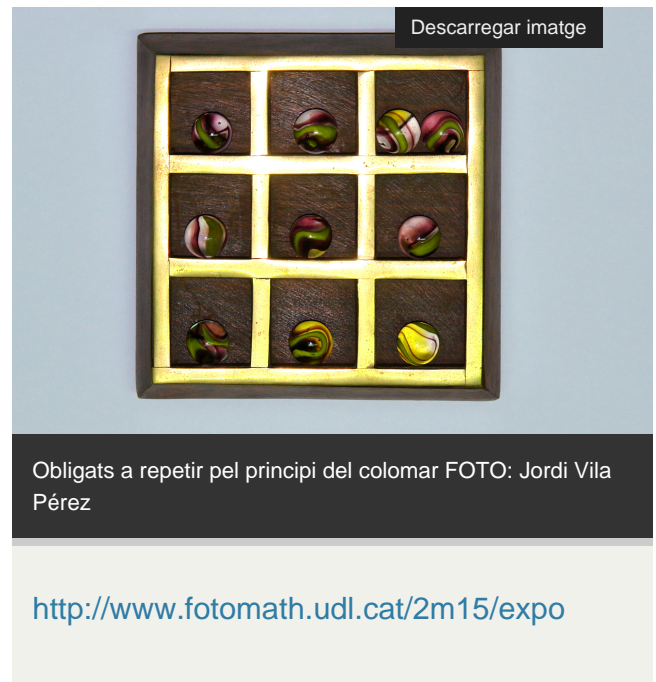 Descarregar imatge
Obligats a repetir pel principi del colomar FOTO: Jordi Vila
Pérez
http://www.fotomath.udl.cat/2m15/expo